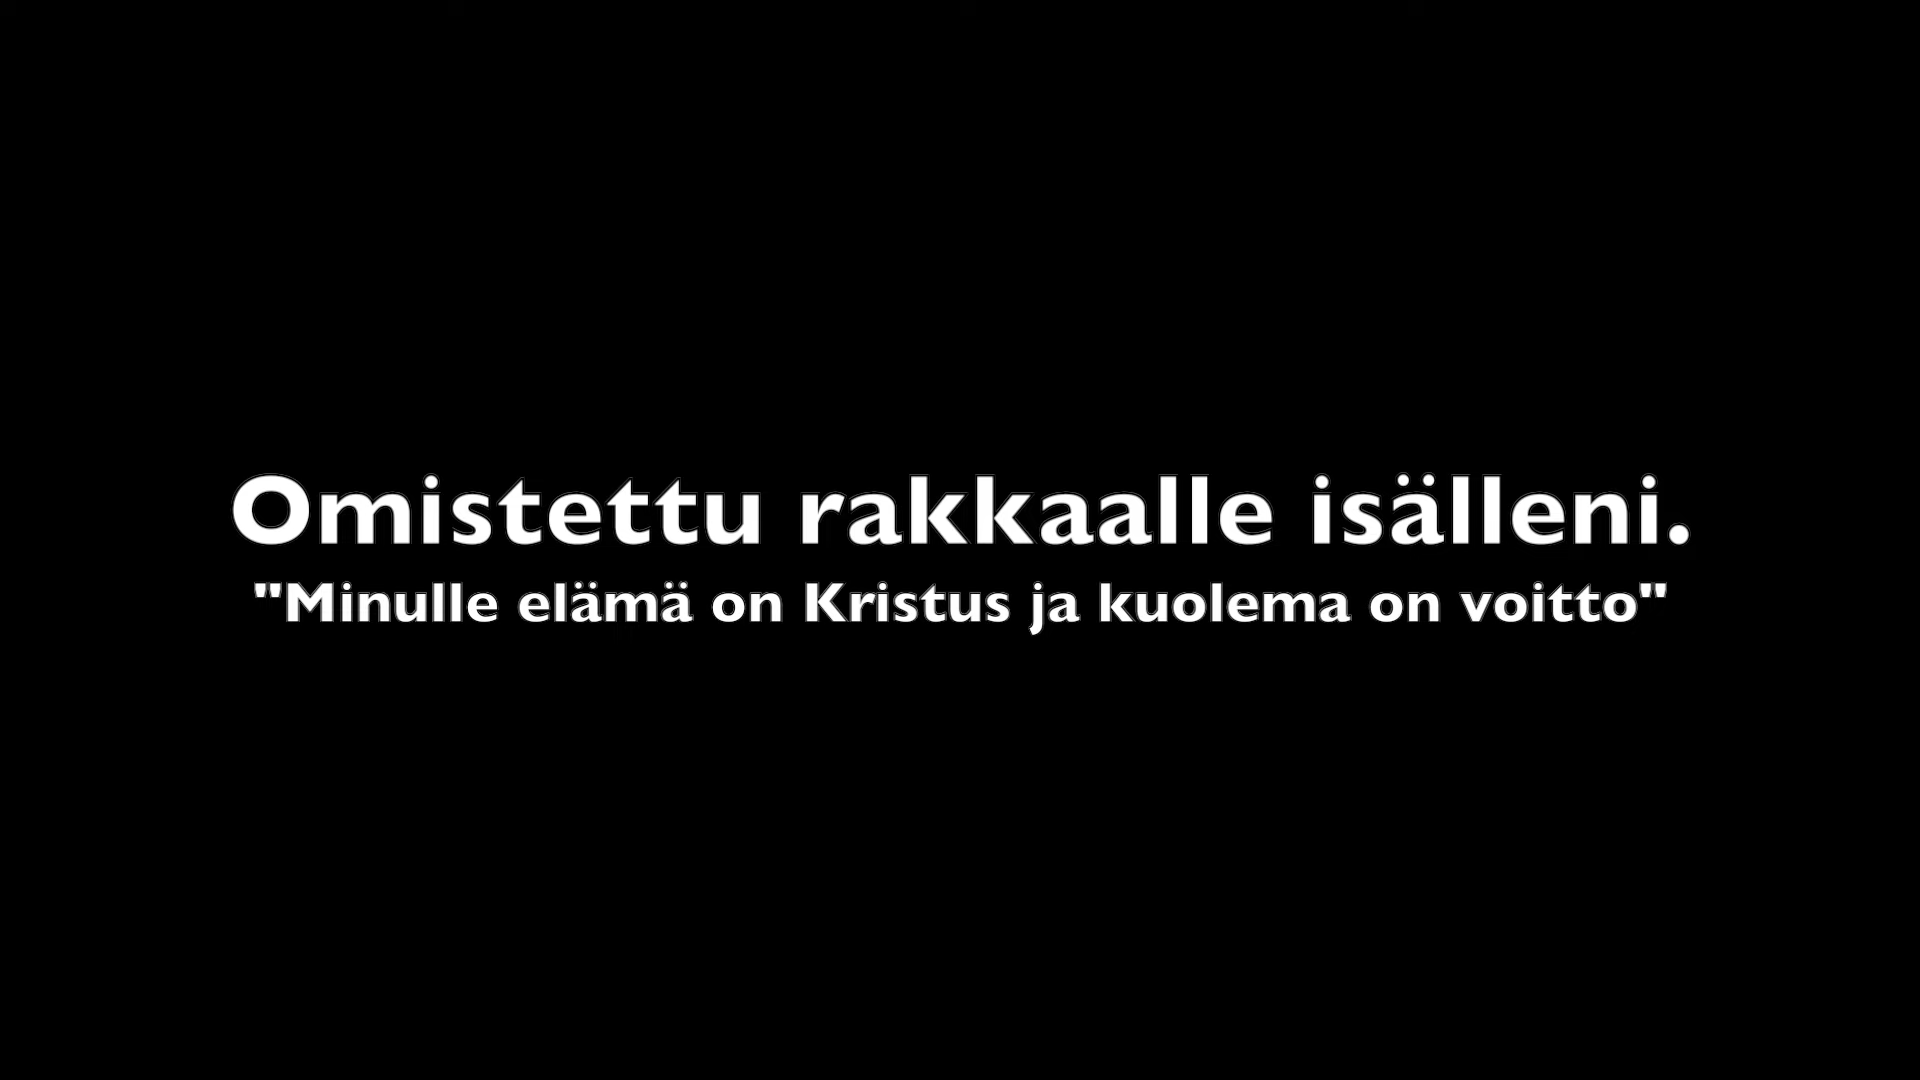 Omistettu rakkaalle isälleni.
"Minulle elämä on Kristus ja kuolema on voitto"